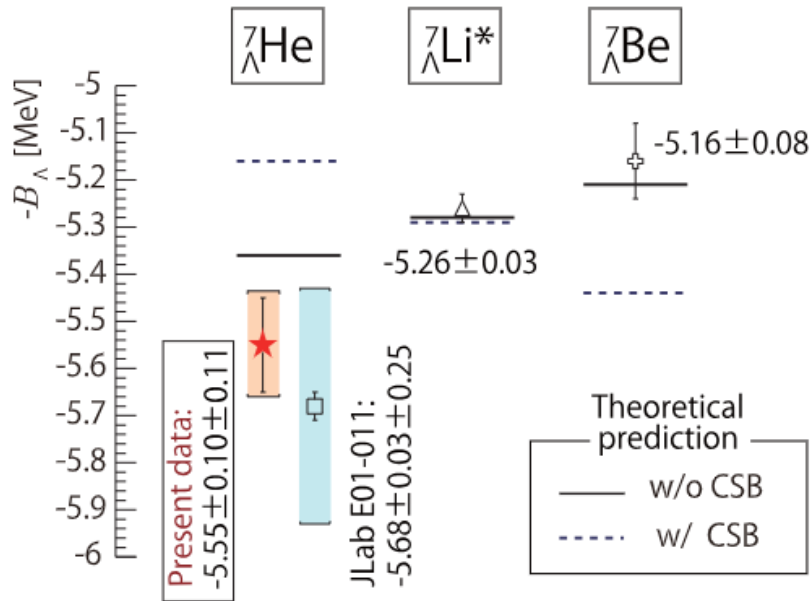 7ΛHe
7ΛLi*
7ΛBe
-B Λ [MeV]
-5
-5.1
-5.2
-5.3
-5.4
-5.5
-5.6
-5.7
-5.8
-5.9
-6
-5.16±0.08
-5.26±0.03
Present data:
-5.55±0.10±0.11
JLab E01-011:
-5.68±0.03±0.25
Theoretical
prediction
w/o CSB
w/ CSB